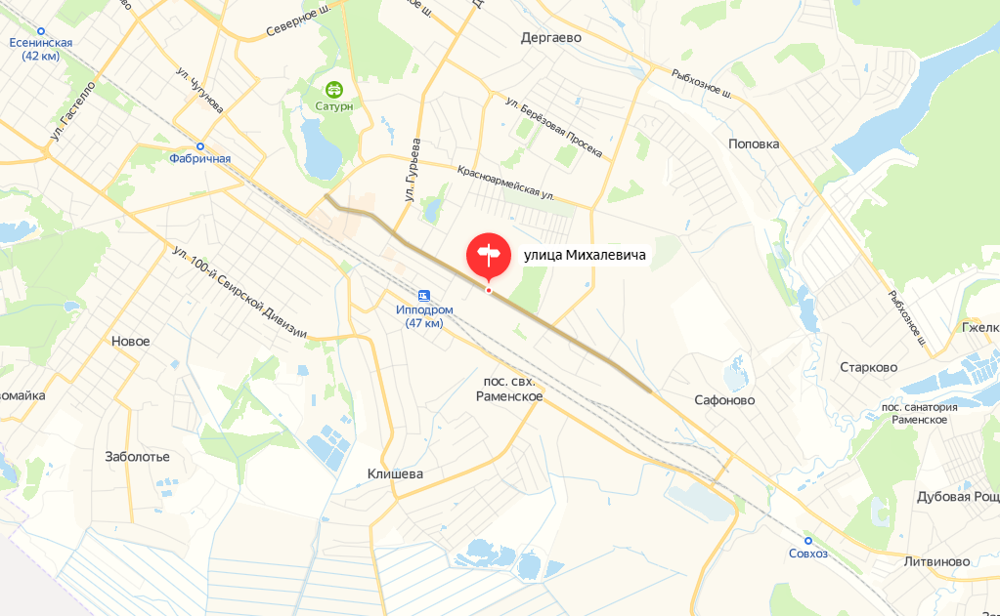 Северное ш.
ш.
Есенинская
(42 км)
Дергаево
ул. Чугунова
Рыбхозное ш.
ул. Гастелло
Сатурн
ул. Берёзовая Просека
Поповка
Фабричная
ул. Гурьева
Красноармейская ул.
улица Михалевича
ул. 100-й Свирской Дивизии
Ипподром
(47 км)
Рыбхозное ш.
Новое
Гжелк
Старково
пос. свх.
Раменское
вомайка
Сафоново
пос. санатория
Раменское
Заболотье
Клишева
Дубовая Рощ
Совхоз
Литвиново